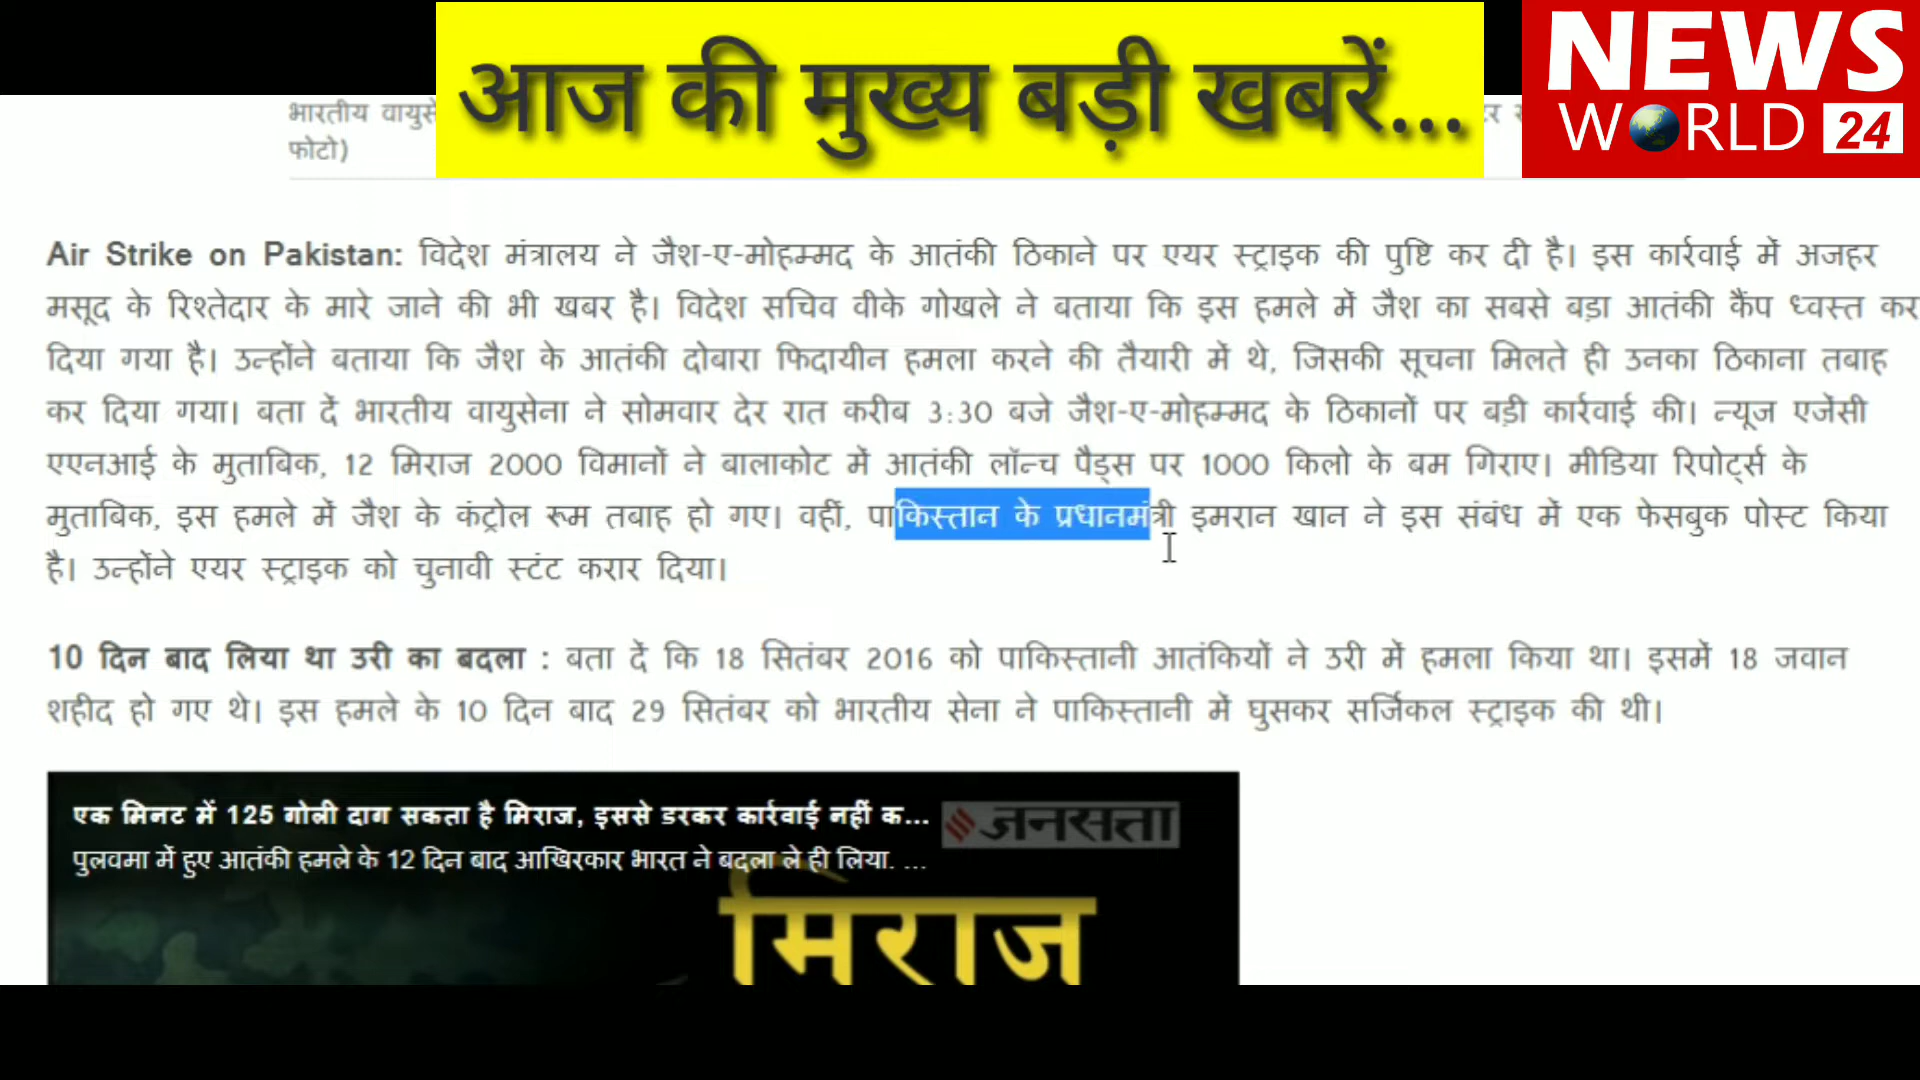 आज की मुख्य बड़ी खबरें...
NEWS
WORLD 24
भारतीय
फोटो)
Air Strike on Pakistan: विदेश मंत्रालय ने जैश-ए-मोहम्मद के आतंकी ठिकाने पर एयर स्ट्राइक की पुष्टि कर दी है। इस कार्रवाई में अजहर
मसूद के रिश्तेदार के मारे जाने की भी खबर है। विदेश सचिव वीके गोखले ने बताया कि इस हमले में जैश का सबसे बड़ा आतंकी कैंप ध्वस्त कर
दिया गया है। उन्होंने बताया कि जैश के आतंकी दोबारा फिदायीन हमला करने की तैयारी में थे, जिसकी सूचना मिलते ही उनका ठिकाना तबाह
कर दिया गया। बता दें भारतीय वायुसेना ने सोमवार देर रात करीब 3:30 बजे जैश-ए-मोहम्मद के ठिकानों पर बड़ी कार्रवाई की। न्यूज एजेंसी
एएनआई के मुताबिक, 12 मिराज 2000 विमानों ने बालाकोट में आतंकी लॉन्च पैड्स पर 1000 किलो के बम गिराए। मीडिया रिपोर्ट्स के
मुताबिक, इस हमले में जैश के कंट्रोल रूम तबाह हो गए। वहीं, पाकिस्तान के प्रधानमंत्री इमरान खान ने इस संबंध में एक फेसबुक पोस्ट किया
है। उन्होंने एयर स्ट्राइक को चुनावी स्टंट करार दिया।
10 दिन बाद लिया था उरी का बदला : बता दें कि 18 सितंबर 2016 को पाकिस्तानी आतंकियों ने उरी में हमला किया था। इसमें 18 जवान
शहीद हो गए थे। इस हमले के 10 दिन बाद 29 सितंबर को भारतीय सेना ने पाकिस्तानी में घुसकर सर्जिकल स्ट्राइक की थी।
एक मिनट में 125 गोली दाग सकता है मिराज, इससे डरकर कार्रवाई नहीं क...
जनसत्ता
पुलवामा में हुए आतंकी हमले के 12 दिन बाद आखिरकार भारत ने बदला ले ही लिया. ...
मिराज